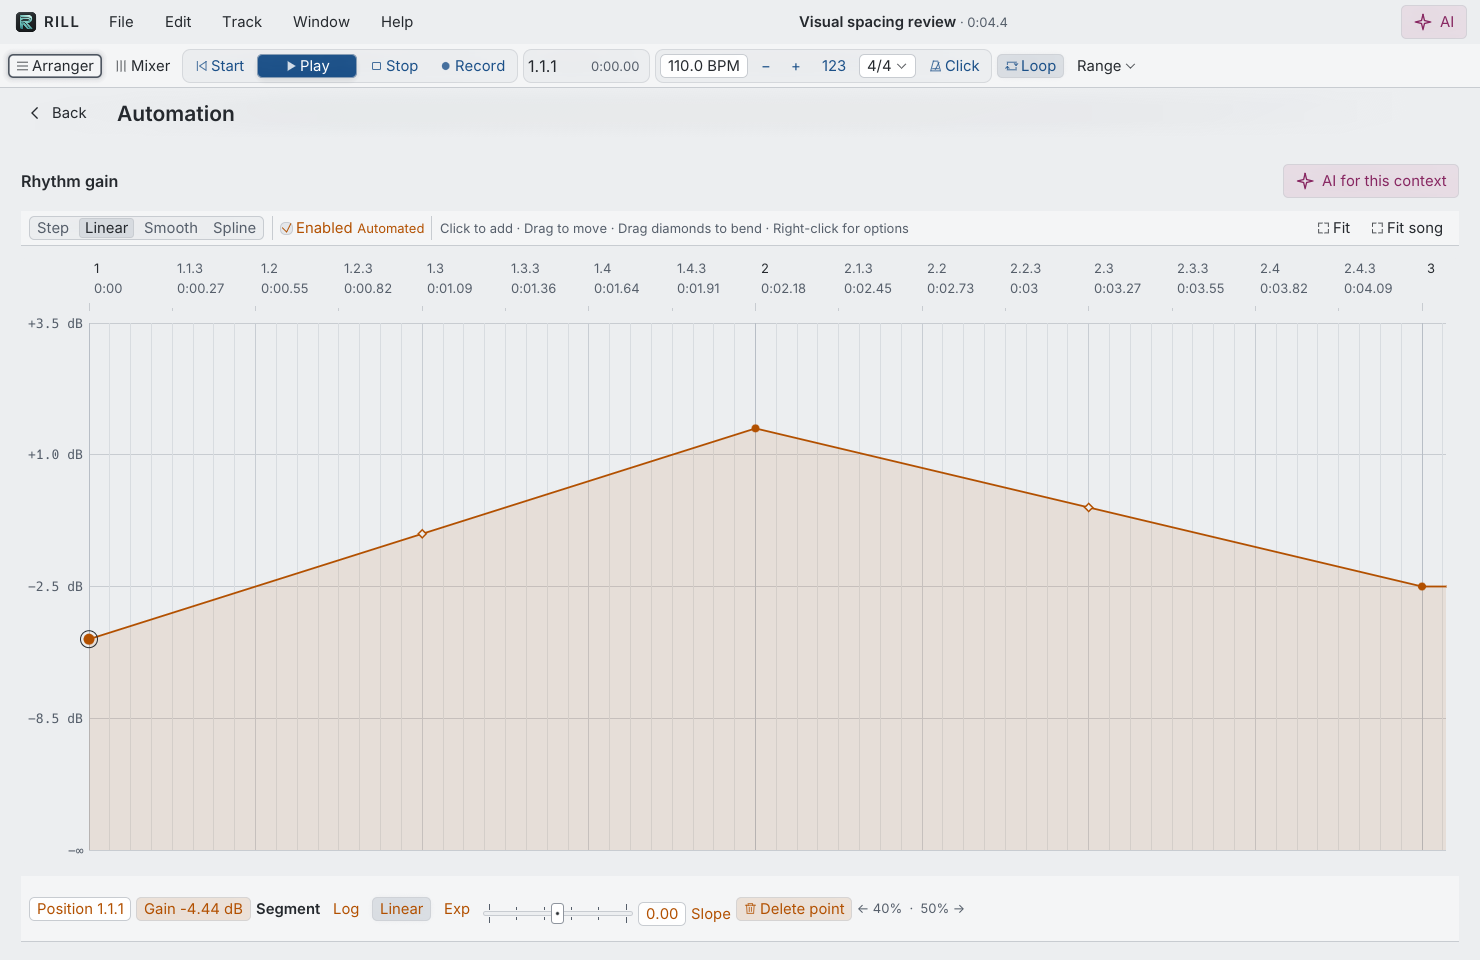 RILL File Edit Track Window Help Visual spacing review · 0:04.4 AI
Arranger Mixer Start Play Stop Record 1.1.1 0:00.00 110.0 BPM − + 123 4/4 Click Loop Range
Back Automation
Rhythm gain AI for this context
Step Linear Smooth Spline Enabled Automated Click to add · Drag to move · Drag diamonds to bend · Right-click for options Fit Fit song
1 1.1.3 1.2 1.2.3 1.3 1.3.3 1.4 1.4.3 2 2.1.3 2.2 2.2.3 2.3 2.3.3 2.4 2.4.3 3
0:00 0:00.27 0:00.55 0:00.82 0:01.09 0:01.36 0:01.64 0:01.91 0:02.18 0:02.45 0:02.73 0:03 0:03.27 0:03.55 0:03.82 0:04.09
+3.5 dB
+1.0 dB
−2.5 dB
−8.5 dB
−∞
Position 1.1.1 Gain -4.44 dB Segment Log Linear Exp 0.00 Slope Delete point ← 40% · 50% →